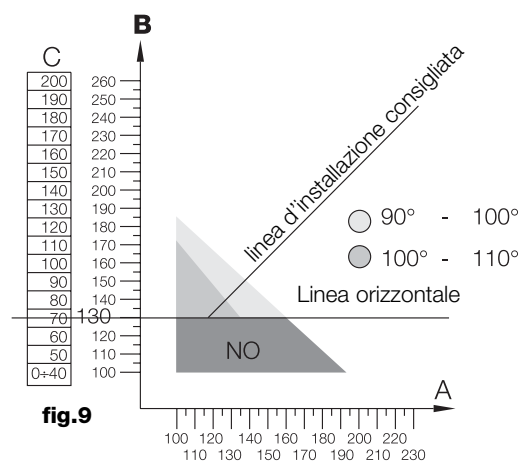 B
C
200 260
190 250
180 240
170 230
160 220
150 210
140 200
130 190
120 180
110 170
100 160
90 150
80 140
70 130
60 120
50 110
0÷40 100
linea d'installazione consigliata
90° - 100°
100° - 110°
Linea orizzontale
NO
A
fig.9
100 120 140 160 180 200 220
110 130 150 170 190 210 230